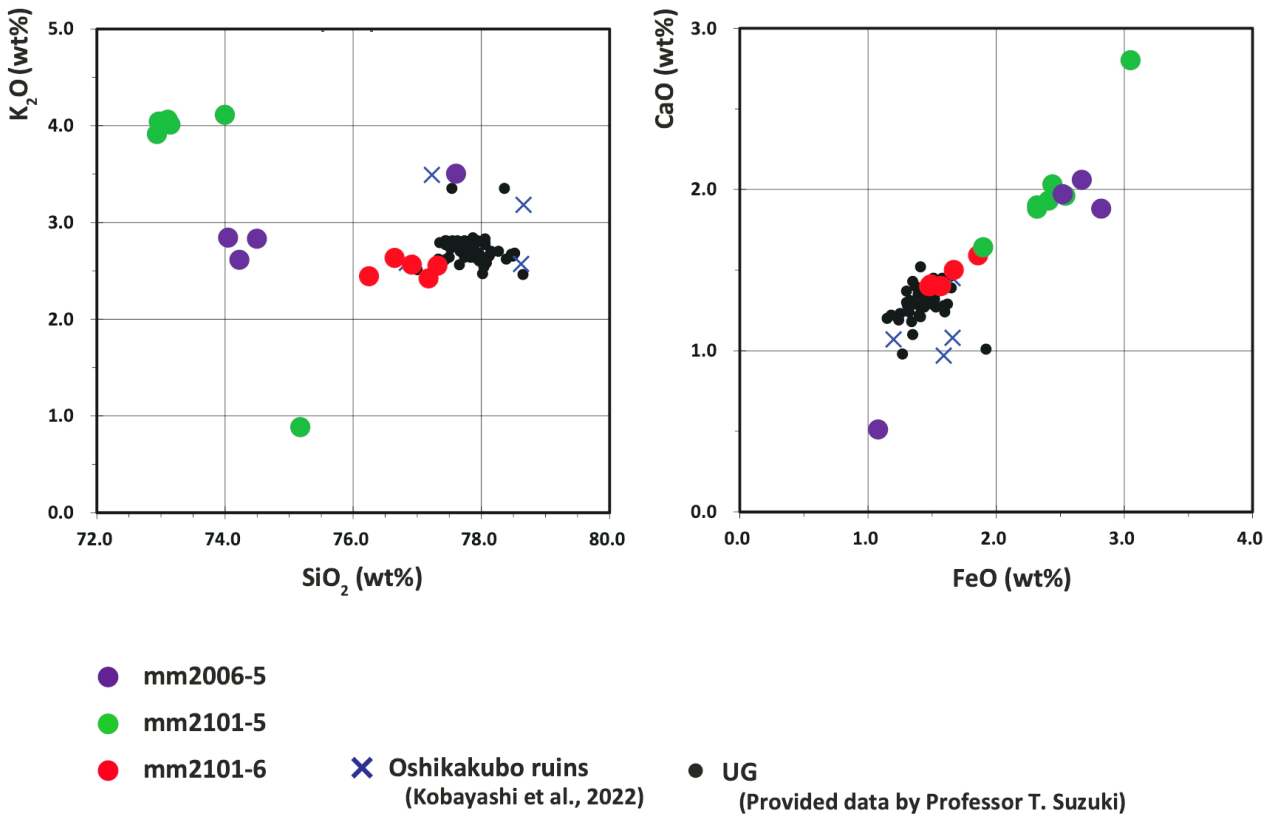 K2O (wt%)
5.0
4.0
3.0
2.0
1.0
0.0
72.0 74.0 76.0 78.0 80.0
SiO2 (wt%)
CaO (wt%)
3.0
2.0
1.0
0.0
0.0 1.0 2.0 3.0 4.0
FeO (wt%)
mm2006-5
mm2101-5
mm2101-6
Oshikakubo ruins
(Kobayashi et al., 2022)
UG
(Provided data by Professor T. Suzuki)